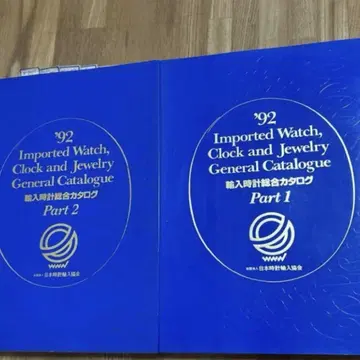 '92
Imported Watch,
Clock and Jewelry
General Catalogue
輸入時計総合カタログ
Part 2
日本時計輸入協会
'92
Imported Watch,
Clock and Jewelry
General Catalogue
輸入時計総合カタログ
Part 1
日本時計輸入協会